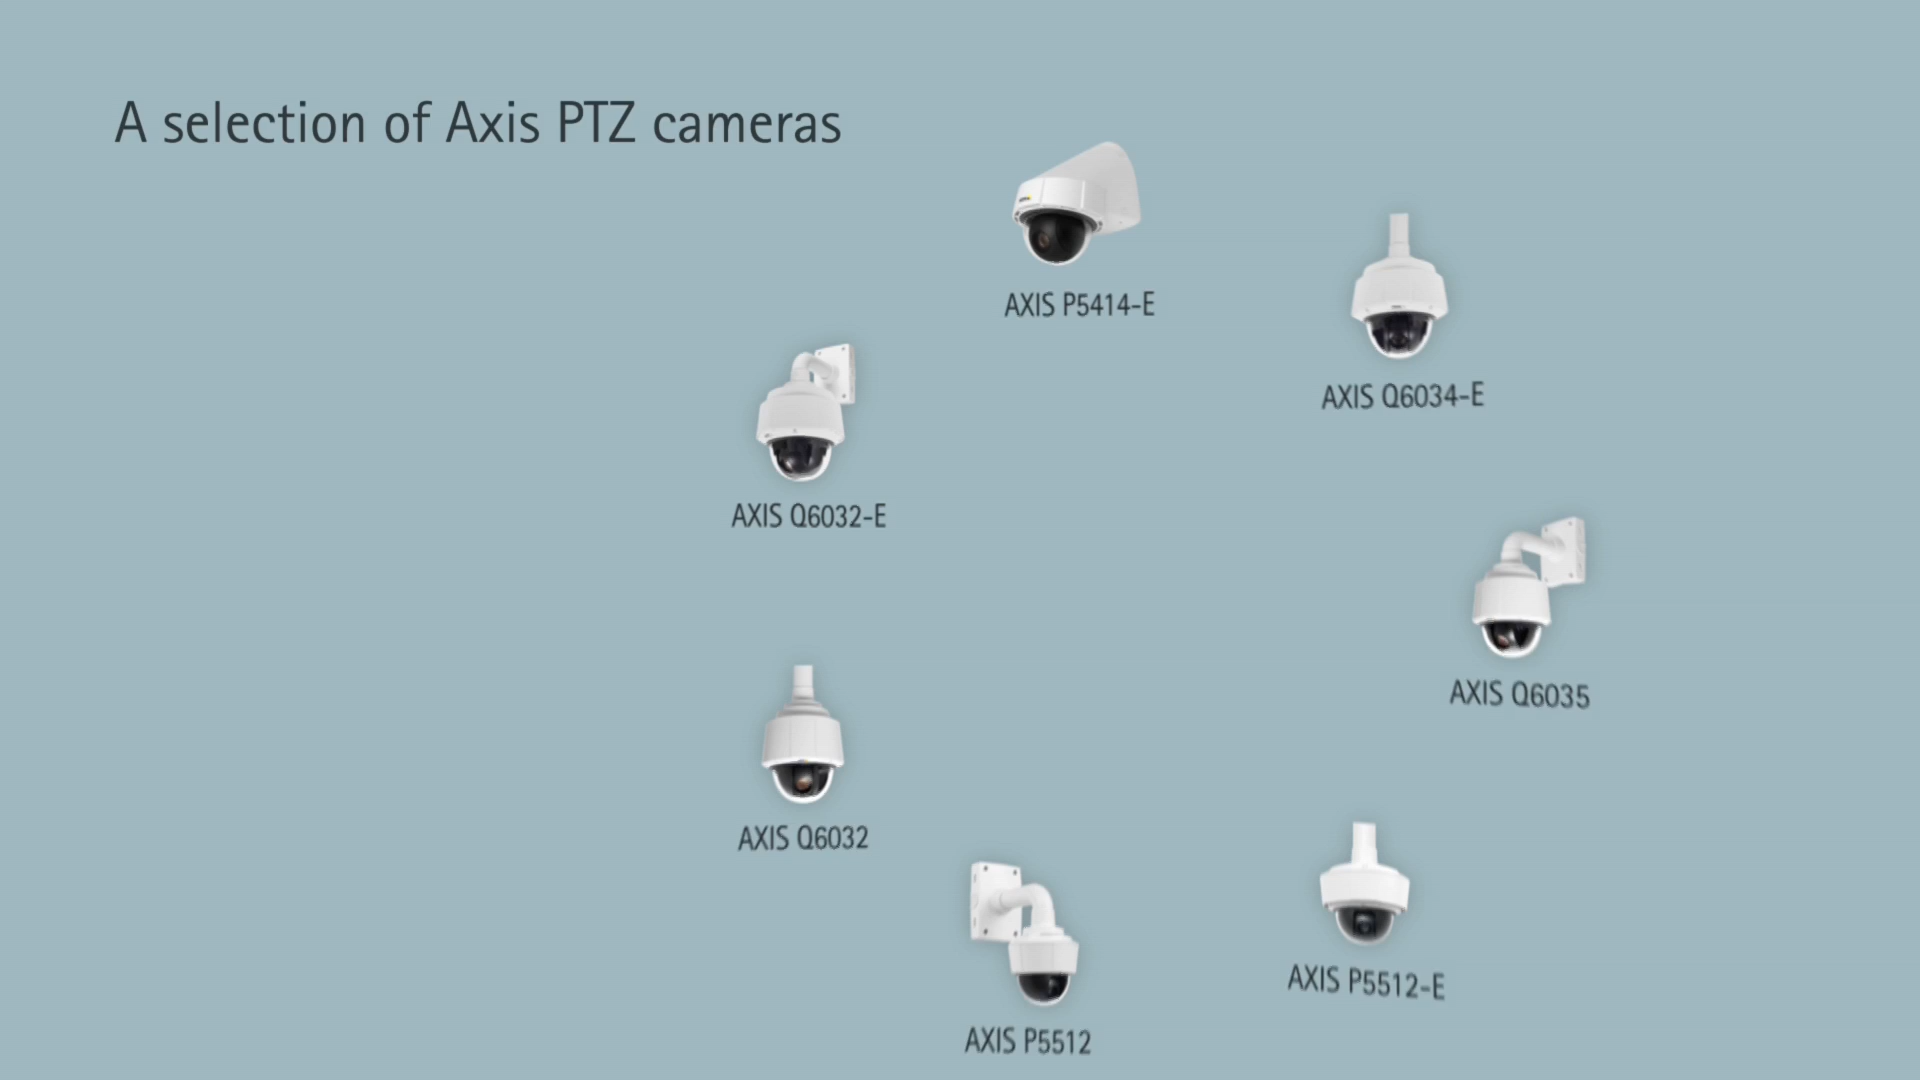 A selection of Axis PTZ cameras
AXIS P5414-E
AXIS Q6034-E
AXIS Q6032-E
AXIS Q6035
AXIS Q6032
AXIS P5512-E
AXIS P5512